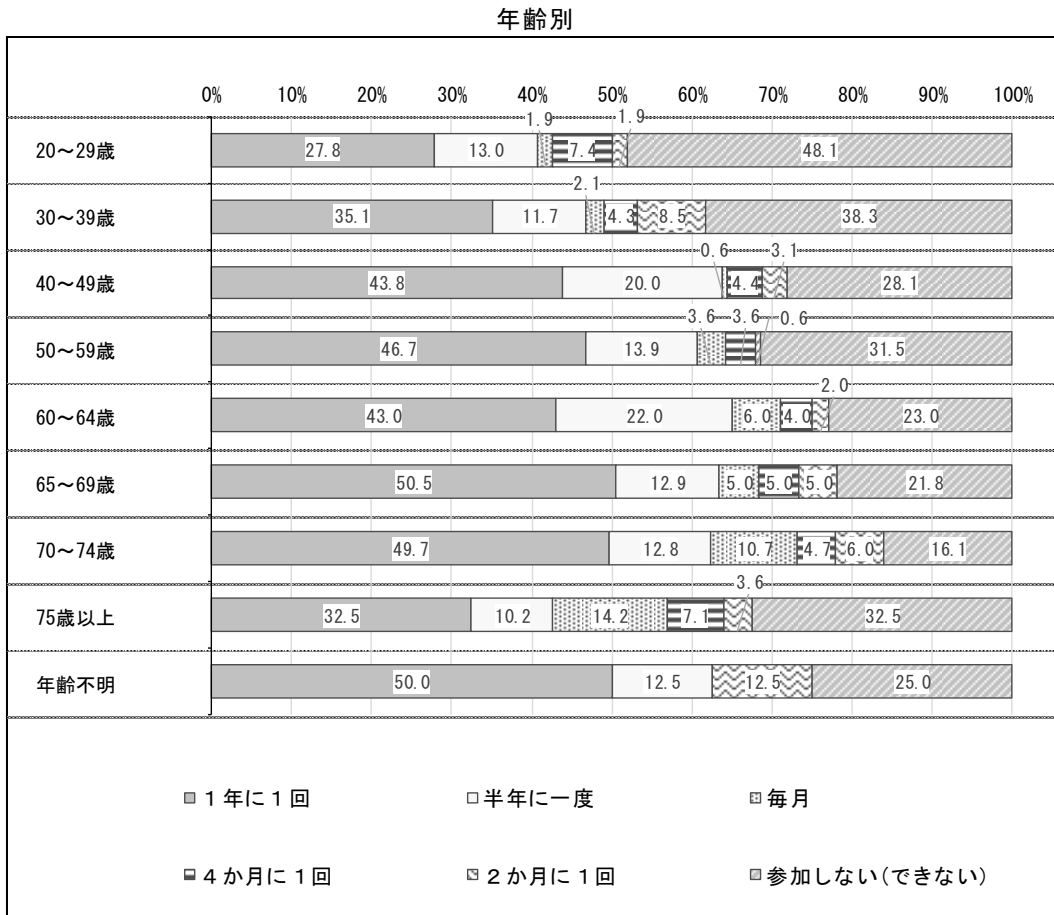 年齢別
0% 10% 20% 30% 40% 50% 60% 70% 80% 90% 100%
1.9 1.9
20～29歳 27.8 13.0 7.4 48.1
2.1
30～39歳 35.1 11.7 4.3 8.5 38.3
0.6 3.1
40～49歳 43.8 20.0 4.4 28.1
3.6 3.6 0.6
50～59歳 46.7 13.9 31.5
2.0
60～64歳 43.0 22.0 6.0 4.0 23.0
65～69歳 50.5 12.9 5.0 5.0 5.0 21.8
70～74歳 49.7 12.8 10.7 4.7 6.0 16.1
3.6
75歳以上 32.5 10.2 14.2 7.1 32.5
年齢不明 50.0 12.5 12.5 25.0
１年に１回 半年に一度 毎月
４か月に１回 ２か月に１回 参加しない(できない)